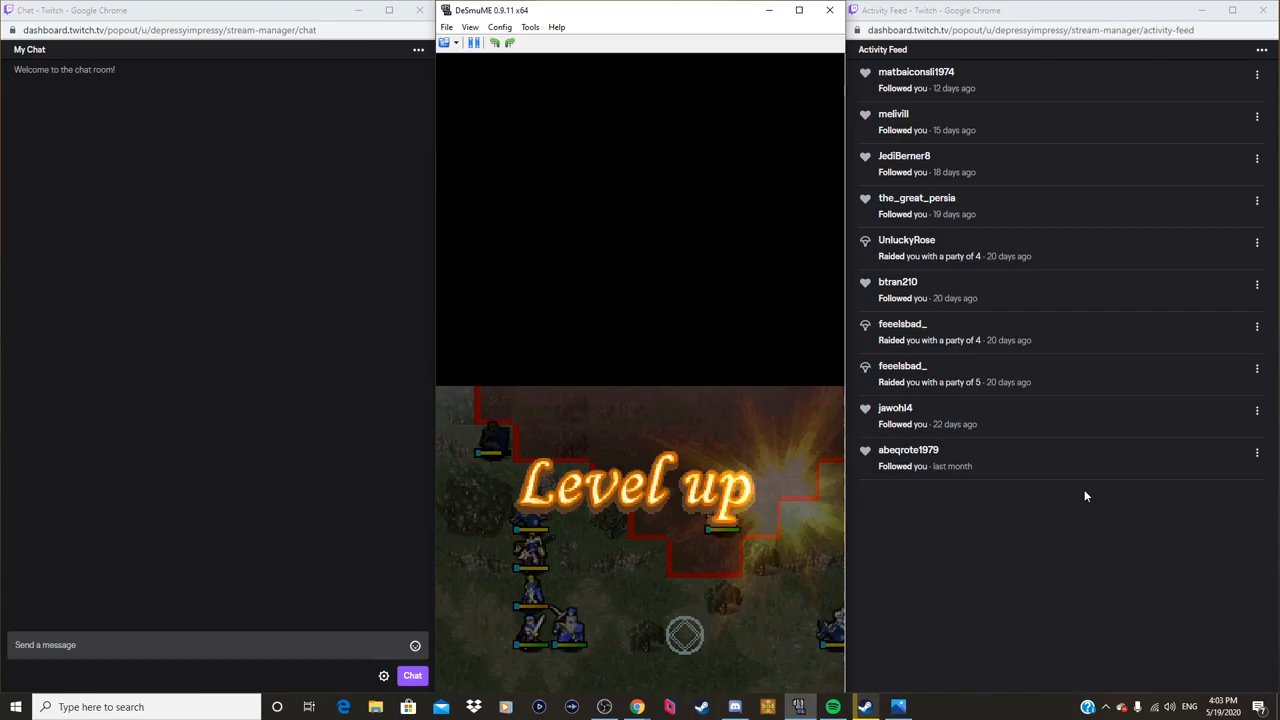 Chat - Twitch - Google Chrome
dashboard.twitch.tv/popout/u/depressyimpressy/stream-manager/chat
My Chat
Welcome to the chat room!
Send a message
Chat
DeSmuME 0.9.11 x64
File View Config Tools Help
Level up
Activity Feed - Twitch - Google Chrome
dashboard.twitch.tv/popout/u/depressyimpressy/stream-manager/activity-feed
Activity Feed
matbaiconsli1974
Followed you · 12 days ago
melivill
Followed you · 15 days ago
JediBerner8
Followed you · 18 days ago
the_great_persia
Followed you · 19 days ago
UnluckyRose
Raided you with a party of 4 · 20 days ago
btran210
Followed you · 20 days ago
feeelsbad_
Raided you with a party of 4 · 20 days ago
feeelsbad_
Raided you with a party of 5 · 20 days ago
jawohl4
Followed you · 22 days ago
abeqrote1979
Followed you · last month
Type here to search
ENG
4:03 PM
5/19/2020